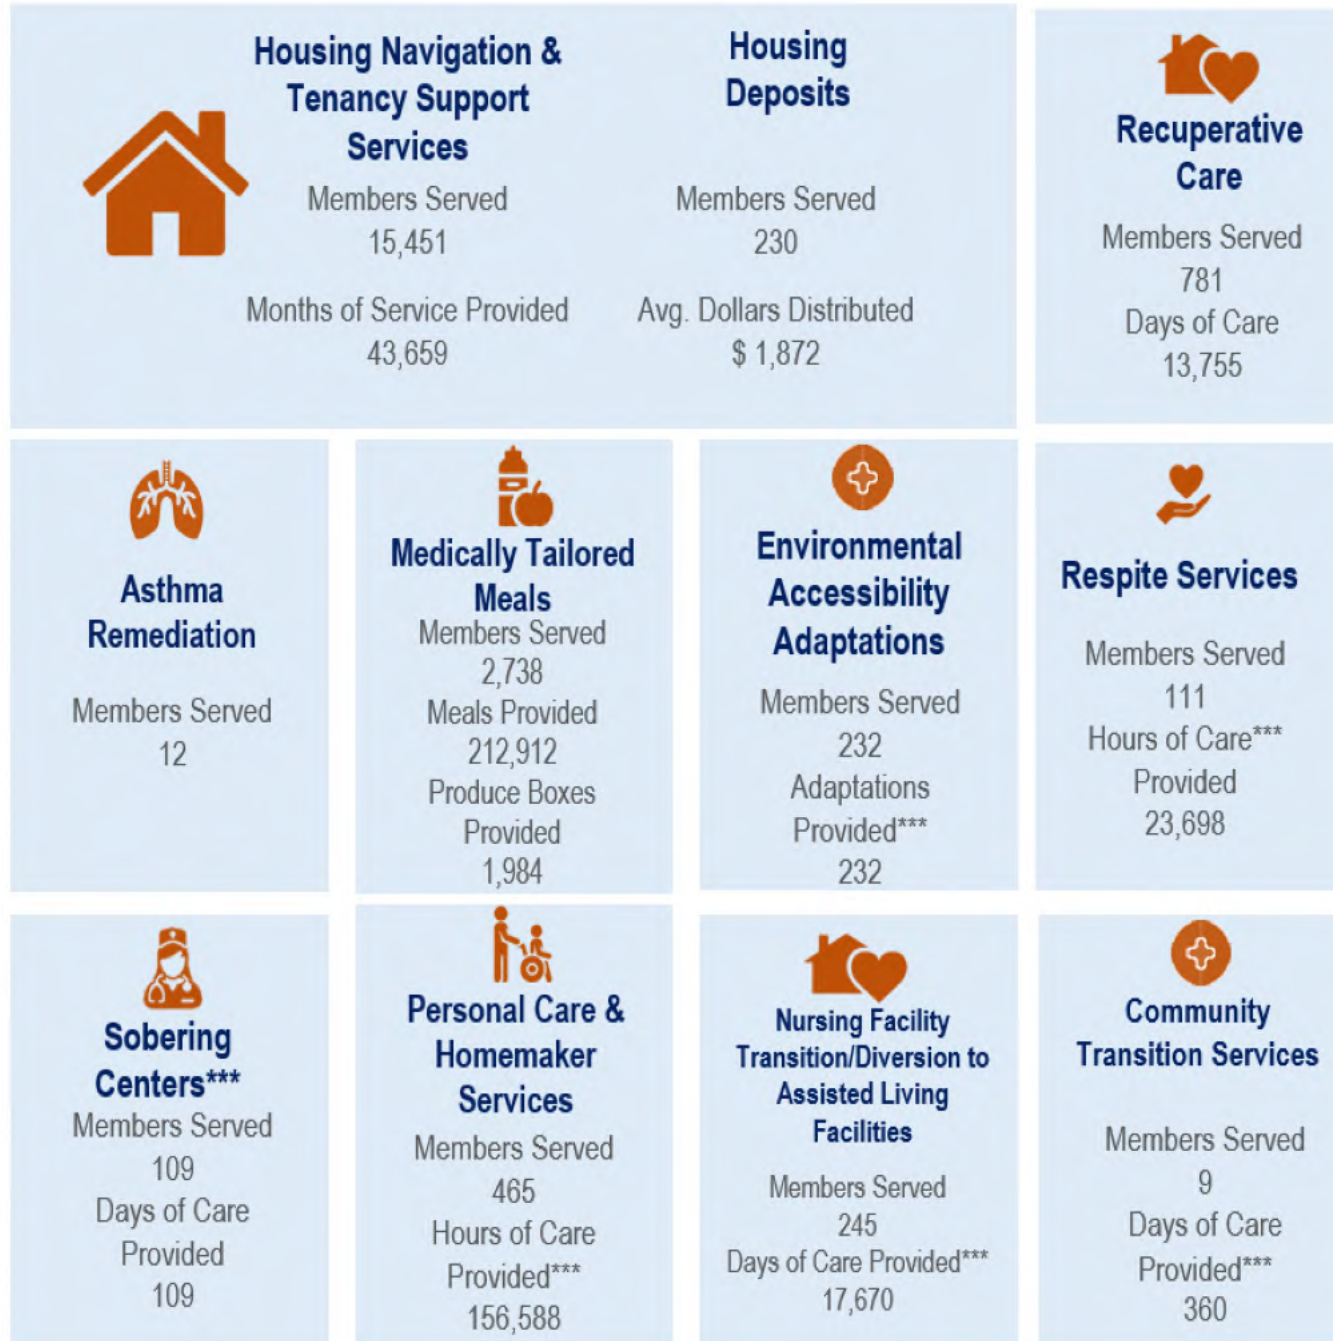 Housing Navigation &
Tenancy Support
Services
Members Served
15,451
Months of Service Provided
43,659
Housing
Deposits
Members Served
230
Avg. Dollars Distributed
$ 1,872
Recuperative
Care
Members Served
781
Days of Care
13,755
Asthma
Remediation
Members Served
12
Medically Tailored
Meals
Members Served
2,738
Meals Provided
212,912
Produce Boxes
Provided
1,984
Environmental
Accessibility
Adaptations
Members Served
232
Adaptations
Provided***
232
Respite Services
Members Served
111
Hours of Care***
Provided
23,698
Sobering
Centers***
Members Served
109
Days of Care
Provided
109
Personal Care &
Homemaker
Services
Members Served
465
Hours of Care
Provided***
156,588
Nursing Facility
Transition/Diversion to
Assisted Living
Facilities
Members Served
245
Days of Care Provided***
17,670
Community
Transition Services
Members Served
9
Days of Care
Provided***
360